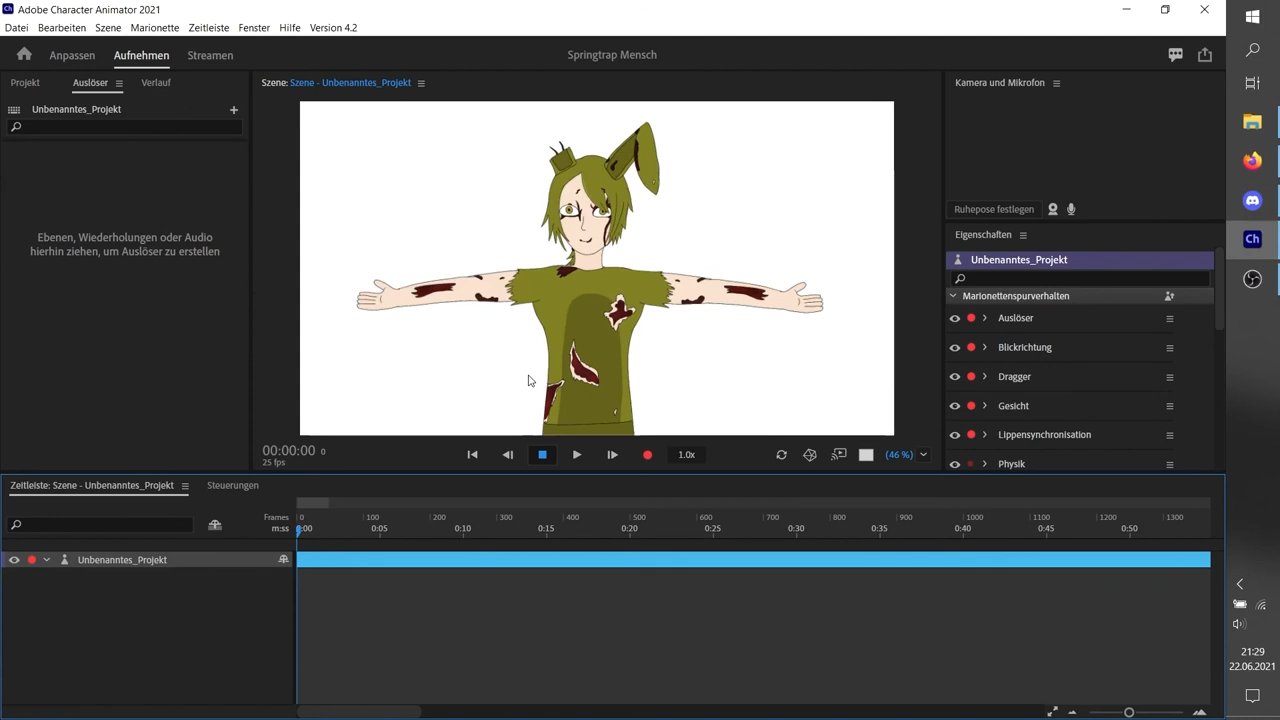 Ch Adobe Character Animator 2021
Datei Bearbeiten Szene Marionette Zeitleiste Fenster Hilfe Version 4.2
Anpassen Aufnehmen Streamen Springtrap Mensch
Projekt Auslöser Verlauf
Szene: Szene - Unbenanntes_Projekt
Kamera und Mikrofon
Unbenanntes_Projekt +
Ebenen, Wiederholungen oder Audio
hierhin ziehen, um Auslöser zu erstellen
Ruhepose festlegen
Eigenschaften
Unbenanntes_Projekt
Marionettenspurverhalten
Auslöser
Blickrichtung
Dragger
Gesicht
Lippensynchronisation
Physik
00:00:00 0
25 fps
1.0x
(46 %)
Zeitleiste: Szene - Unbenanntes_Projekt Steuerungen
Frames 0 100 200 300 400 500 600 700 800 900 1000 1100 1200 1300
m:ss 0:00 0:05 0:10 0:15 0:20 0:25 0:30 0:35 0:40 0:45 0:50
Unbenanntes_Projekt
Ch
21:29
22.06.2021